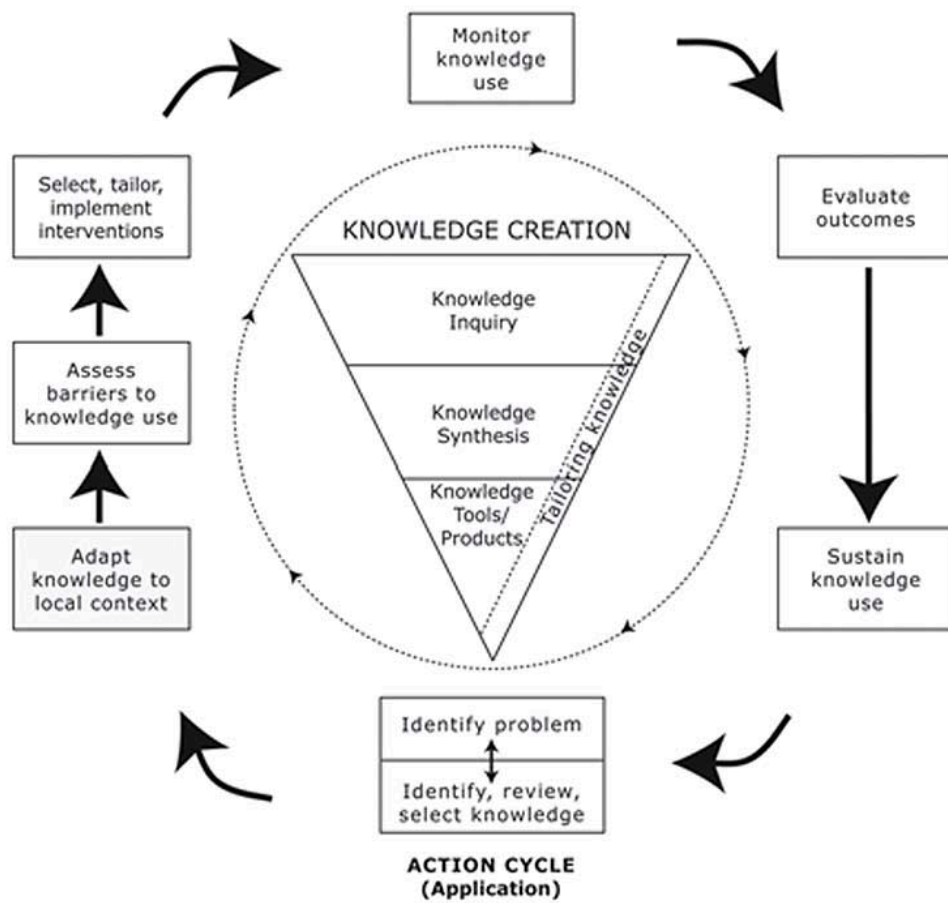 Monitor
knowledge
use
Select, tailor,
implement
interventions
Evaluate
outcomes
KNOWLEDGE CREATION
Knowledge
Inquiry
Assess
barriers to
knowledge use
Knowledge
Synthesis
Tailoring knowledge
Knowledge
Tools/
Products
Adapt
knowledge to
local context
Sustain
knowledge
use
Identify problem
Identify, review,
select knowledge
ACTION CYCLE
(Application)